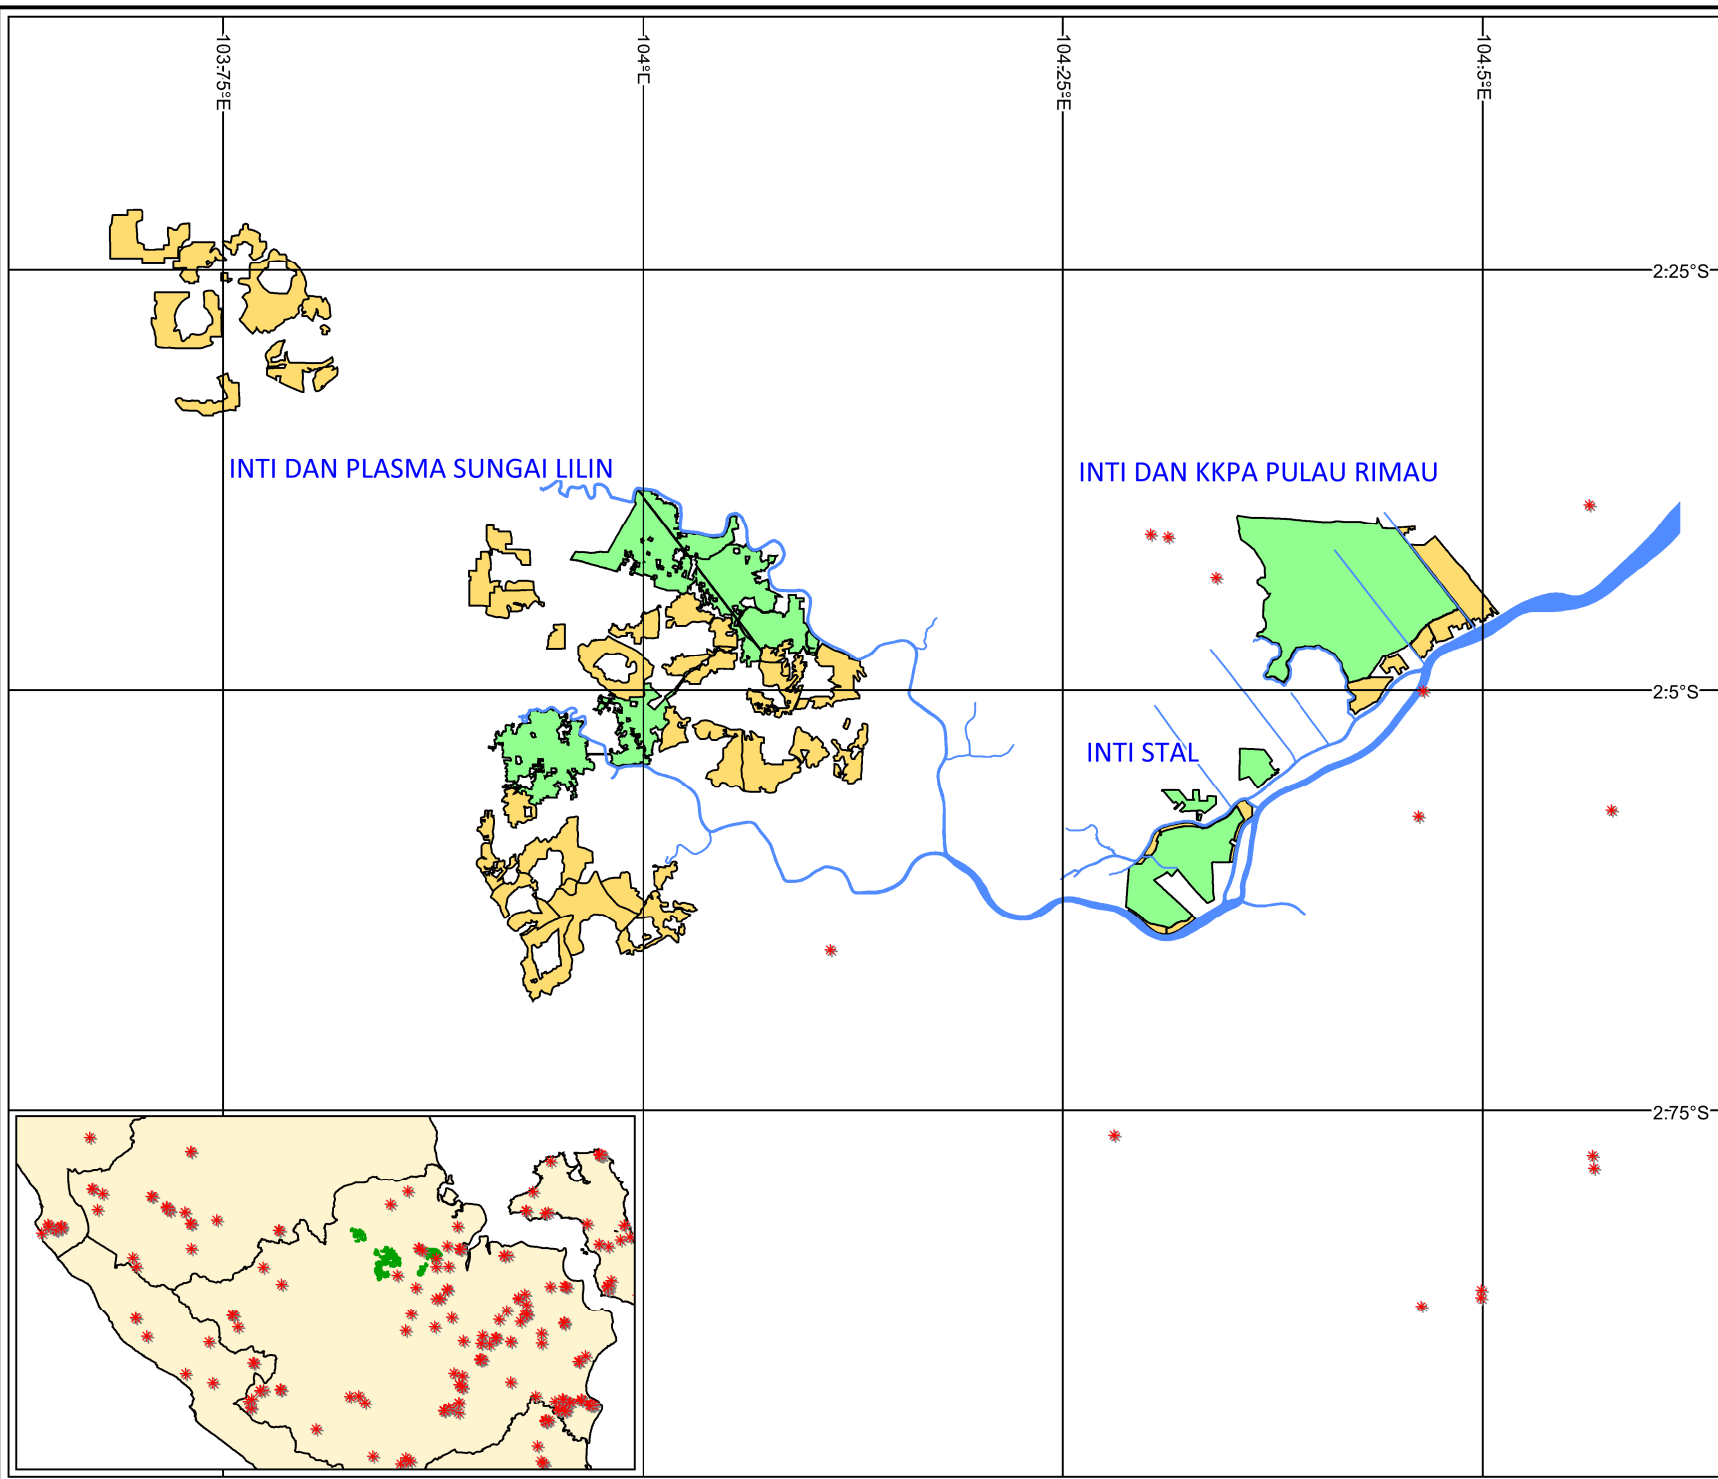 103:75°E
104°E
104:25°E
104:5°E
2:25°S
INTI DAN PLASMA SUNGAI LILIN
INTI DAN KKPA PULAU RIMAU
2:5°S
INTI STAL
2:75°S